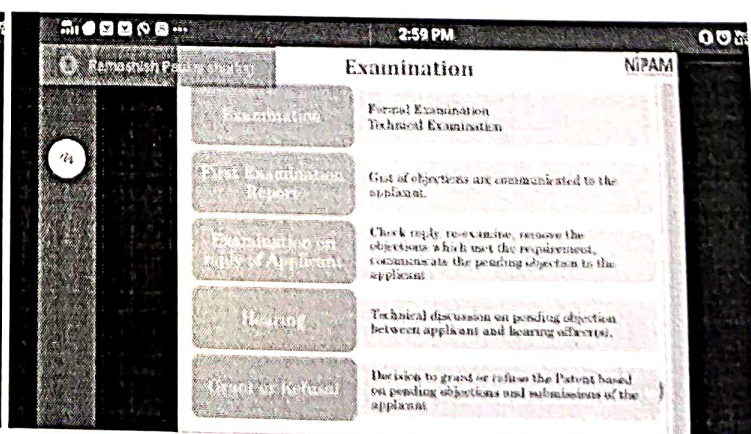 2:59 PM
Examination
NiPAM
Examination
Formal Examination
Technical Examination
First Examination
Report
Gist of objections are communicated to the
applicant.
Examination on
reply of Applicant
Check reply, re-examine, remove the
objections which met the requirement,
communicate the pending objection to the
applicant
Hearing
Technical discussion on pending objection
between applicant and hearing officer(s).
Grant or Refusal
Decision to grant or refuse the Patent based
on pending objections and submissions of the
applicant